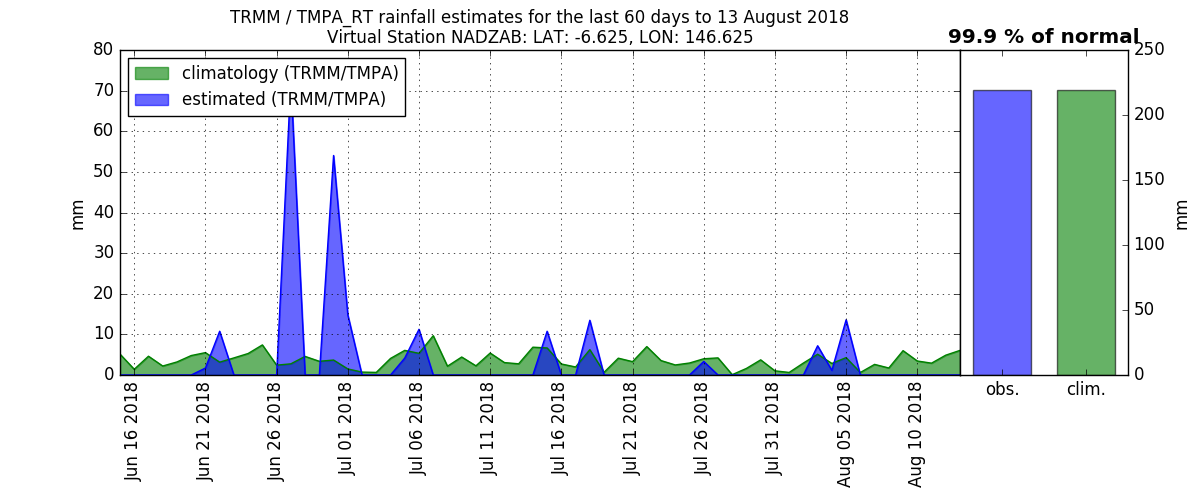 TRMM / TMPA_RT rainfall estimates for the last 60 days to 13 August 2018
Virtual Station NADZAB: LAT: -6.625, LON: 146.625
99.9 % of normal
climatology (TRMM/TMPA)
estimated (TRMM/TMPA)
80
70
60
50
40
30
20
10
0
mm
Jun 16 2018
Jun 21 2018
Jun 26 2018
Jul 01 2018
Jul 06 2018
Jul 11 2018
Jul 16 2018
Jul 21 2018
Jul 26 2018
Jul 31 2018
Aug 05 2018
Aug 10 2018
obs.
clim.
250
200
150
100
50
0
mm